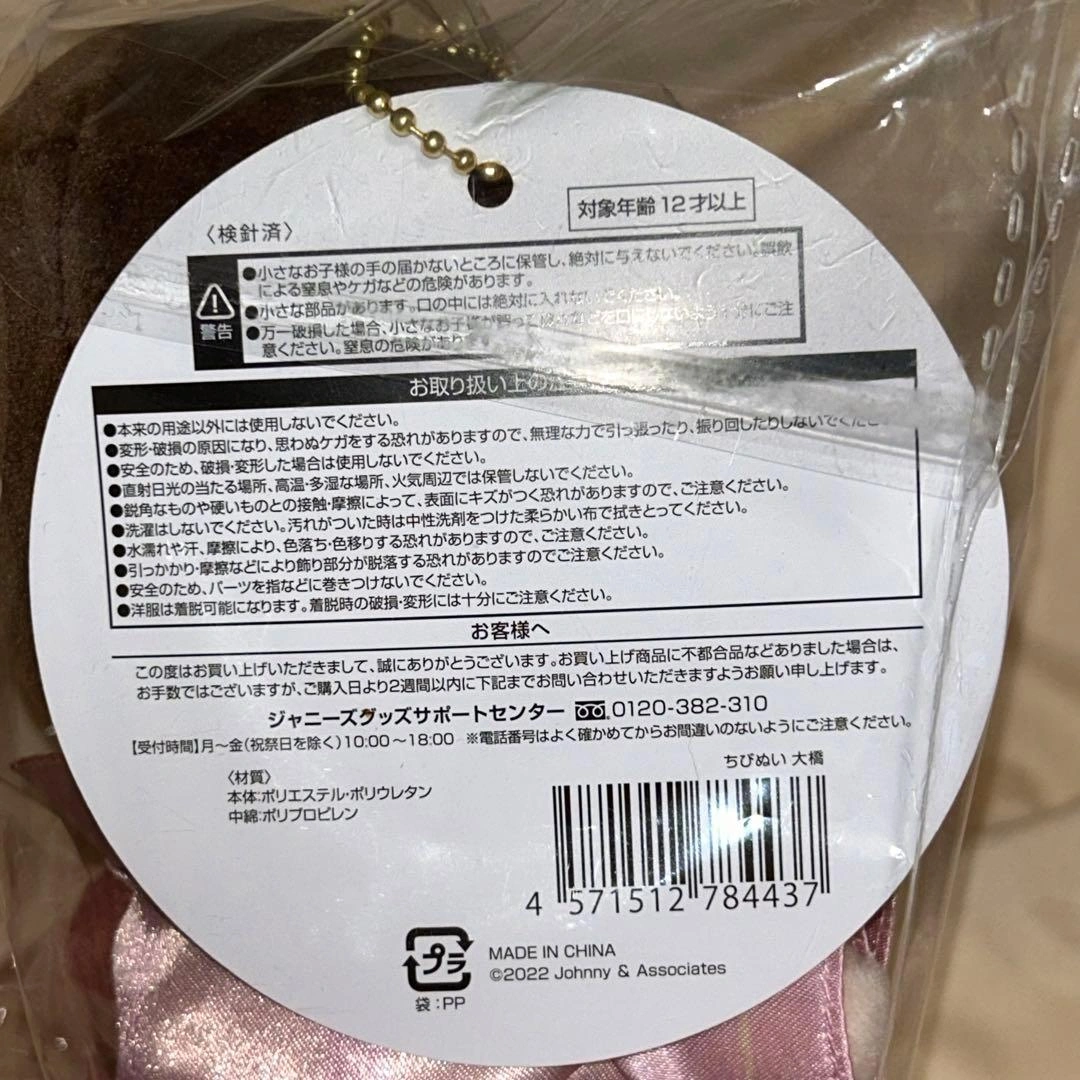 対象年齢12才以上
〈検針済〉
警告
●小さなお子様の手の届かないところに保管し、絶対に与えないでください。誤飲
による窒息やケガなどの危険があります。
●小さな部品があります。口の中には絶対に入れないでください。
●万一破損した場合、小さなお子様が誤って破片などを口にしないよう十分にご注
意ください。窒息の危険があり
お取り扱い上の
●本来の用途以外には使用しないでください。
●変形・破損の原因になり、思わぬケガをする恐れがありますので、無理な力で引っ張ったり、振り回したりしないでくだ
●安全のため、破損・変形した場合は使用しないでください。
●直射日光の当たる場所、高温・多湿な場所、火気周辺では保管しないでください。
●鋭角なものや硬いものとの接触・摩擦によって、表面にキズがつく恐れがありますので、ご注意ください。
●洗濯はしないでください。汚れがついた時は中性洗剤をつけた柔らかい布で拭きとってください。
●水濡れや汗、摩擦により、色落ち・色移りする恐れがありますので、ご注意ください。
●引っかかり・摩擦などにより飾り部分が脱落する恐れがありますのでご注意ください。
●安全のため、パーツを指などに巻きつけないでください。
●洋服は着脱可能になります。着脱時の破損・変形には十分にご注意ください。
お客様へ
この度はお買い上げいただきまして、誠にありがとうございます。お買い上げ商品に不都合品などありました場合は、
お手数ではございますが、ご購入日より2週間以内に下記までお問い合わせいただきますようお願い申し上げます。
ジャニーズグッズサポートセンター 0120-382-310
【受付時間】月～金(祝祭日を除く)10:00～18:00 ※電話番号はよく確かめてからお間違いのないようにご注意ください。
ちびぬい 大橋
〈材質〉
本体:ポリエステル・ポリウレタン
中綿:ポリプロピレン
4 571512 784437
プラ
袋:PP
MADE IN CHINA
©2022 Johnny & Associates